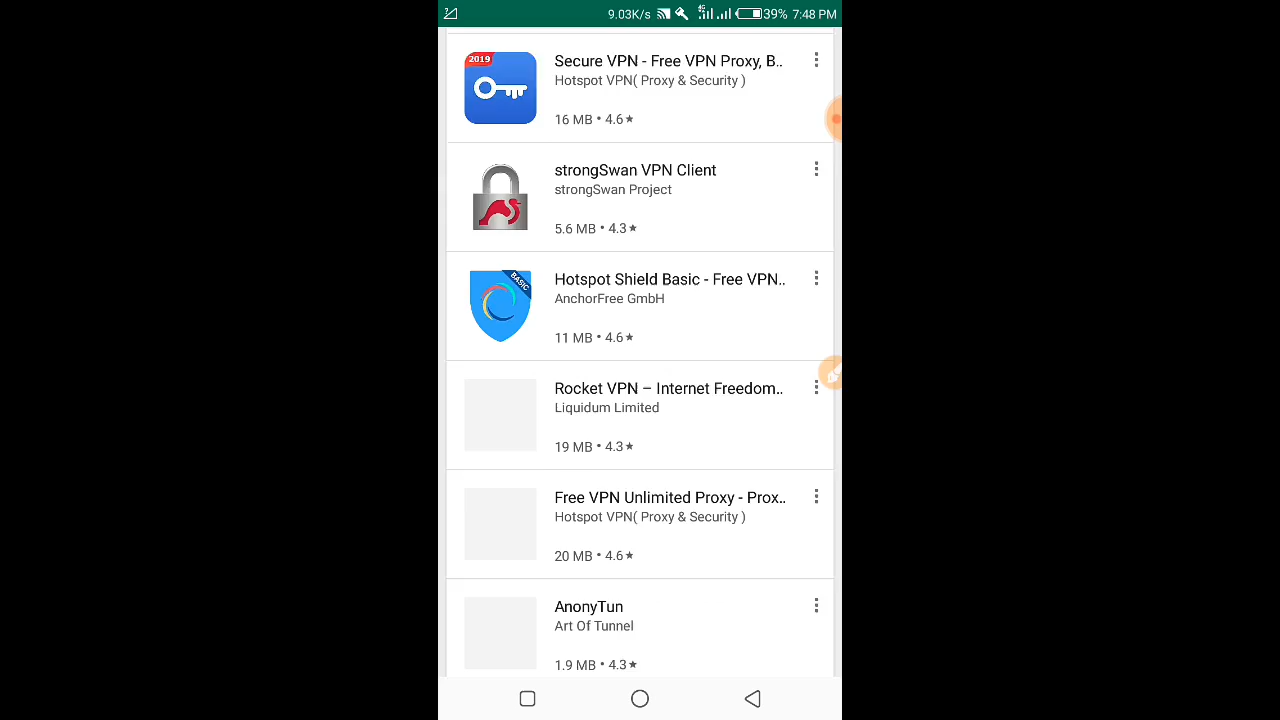 9.03K/s 4G 39% 7:48 PM
2019
Secure VPN - Free VPN Proxy, B..
Hotspot VPN( Proxy & Security )
16 MB • 4.6★
strongSwan VPN Client
strongSwan Project
5.6 MB • 4.3★
BASIC
Hotspot Shield Basic - Free VPN..
AnchorFree GmbH
11 MB • 4.6★
Rocket VPN – Internet Freedom..
Liquidum Limited
19 MB • 4.3★
Free VPN Unlimited Proxy - Prox..
Hotspot VPN( Proxy & Security )
20 MB • 4.6★
AnonyTun
Art Of Tunnel
1.9 MB • 4.3★